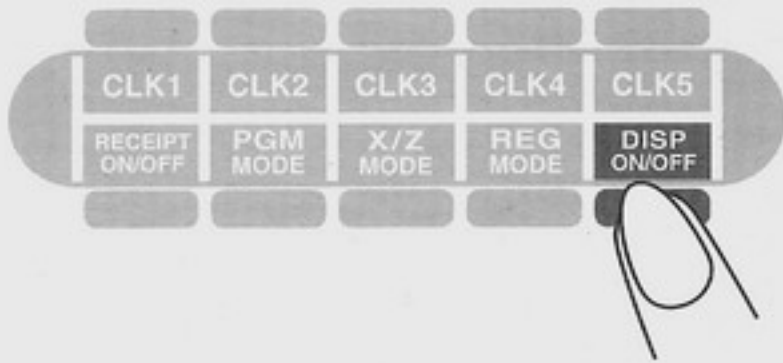 CLK1 CLK2 CLK3 CLK4 CLK5
RECEIPT PGM X/Z REG DISP
ON/OFF MODE MODE MODE ON/OFF